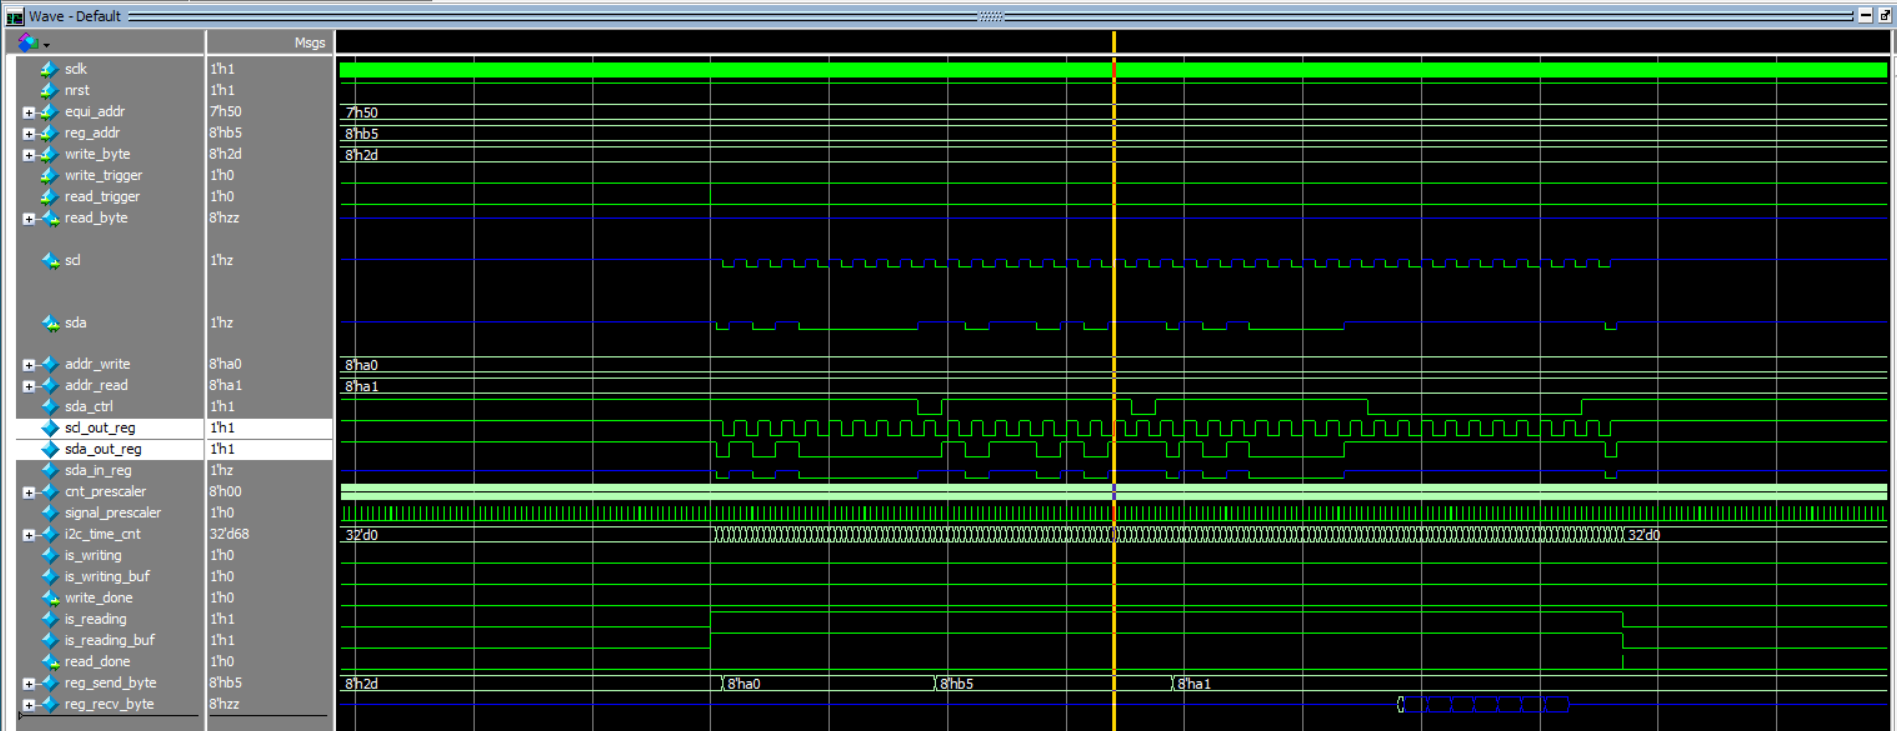 Wave - Default
Msgs
sclk 1'h1
nrst 1'h1
equi_addr 7'h50 7'h50
reg_addr 8'hb5 8'hb5
write_byte 8'h2d 8'h2d
write_trigger 1'h0
read_trigger 1'h0
read_byte 8'hzz
scl 1'hz
sda 1'hz
addr_write 8'ha0 8'ha0
addr_read 8'ha1 8'ha1
sda_ctrl 1'h1
scl_out_reg 1'h1
sda_out_reg 1'h1
sda_in_reg 1'hz
cnt_prescaler 8'h00
signal_prescaler 1'h0
i2c_time_cnt 32'd68 32'd0 32'd0
is_writing 1'h0
is_writing_buf 1'h0
write_done 1'h0
is_reading 1'h1
is_reading_buf 1'h1
read_done 1'h0
reg_send_byte 8'hb5 8'h2d 8'ha0 8'hb5 8'ha1
reg_recv_byte 8'hzz